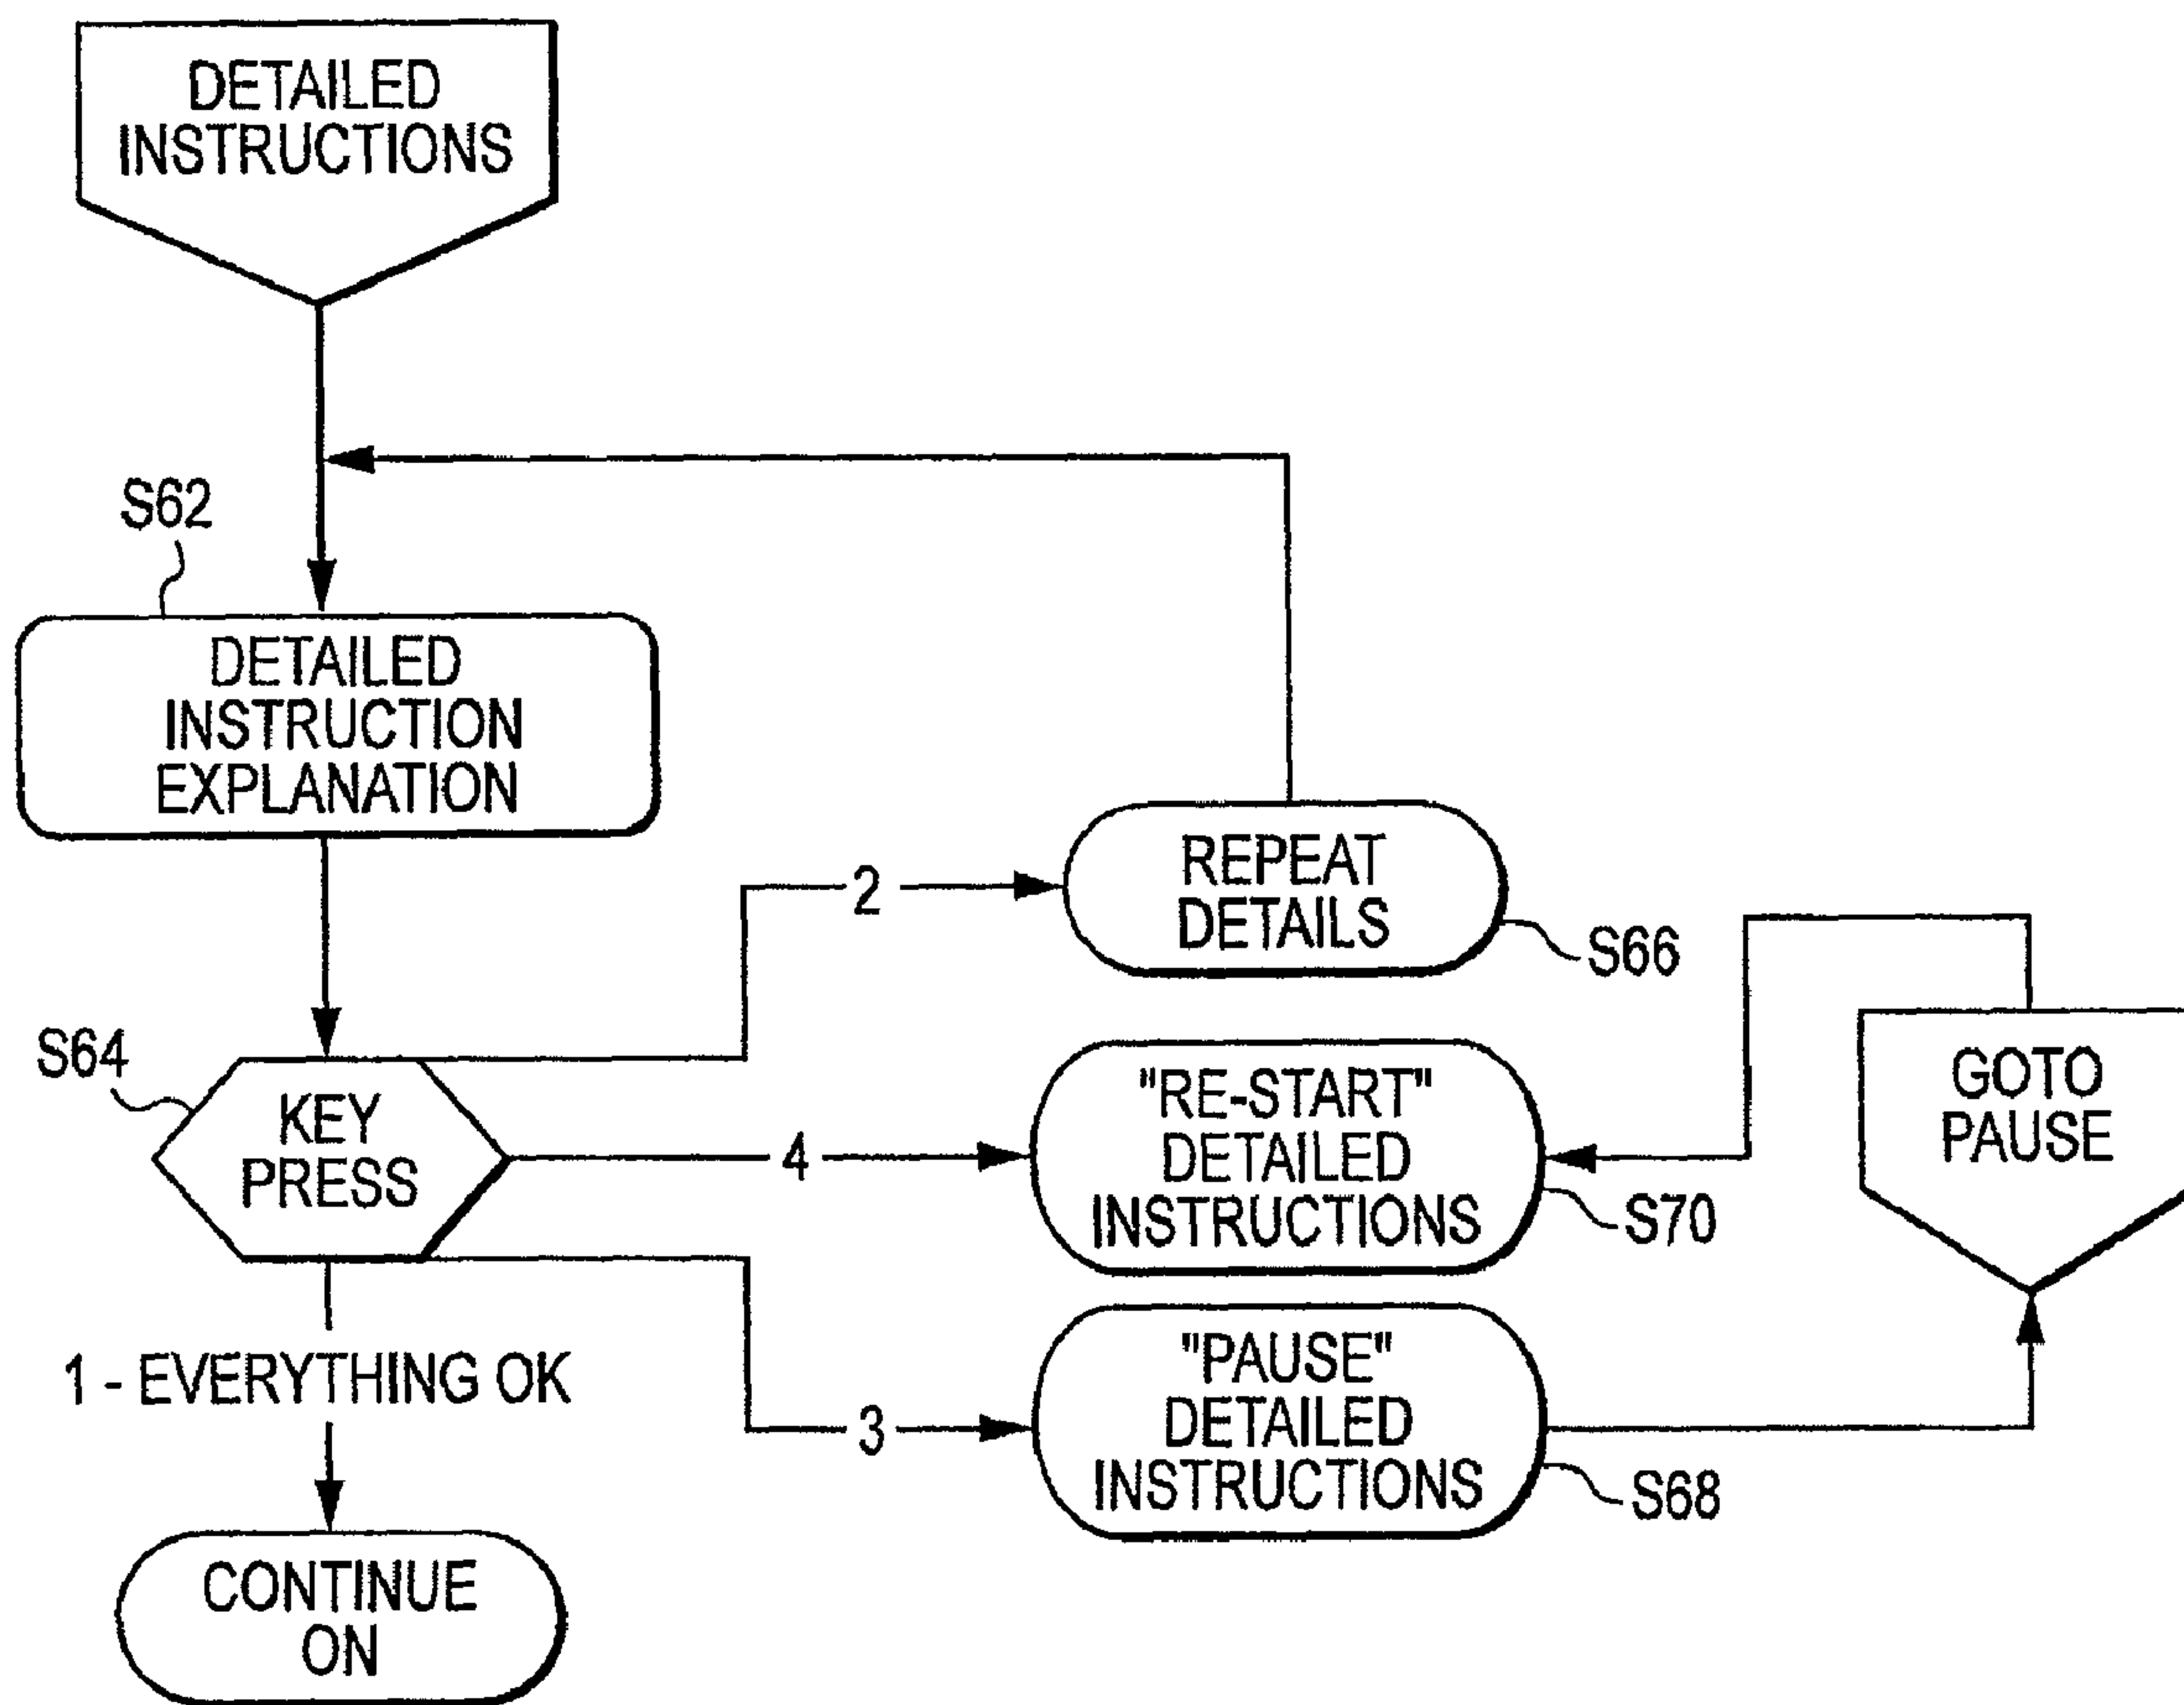 DETAILED
INSTRUCTIONS
S62
DETAILED
INSTRUCTION
EXPLANATION
2
REPEAT
DETAILS
S66
S64
KEY
PRESS
4
"RE-START"
DETAILED
INSTRUCTIONS
S70
GOTO
PAUSE
1 - EVERYTHING OK
3
"PAUSE"
DETAILED
INSTRUCTIONS
S68
CONTINUE
ON